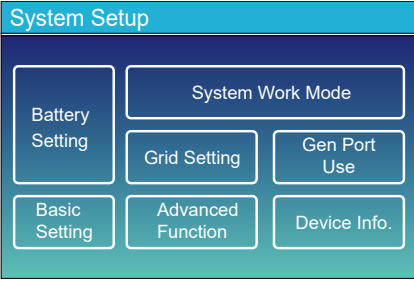 System Setup
Battery
Setting
System Work Mode
Grid Setting
Gen Port
Use
Basic
Setting
Advanced
Function
Device Info.